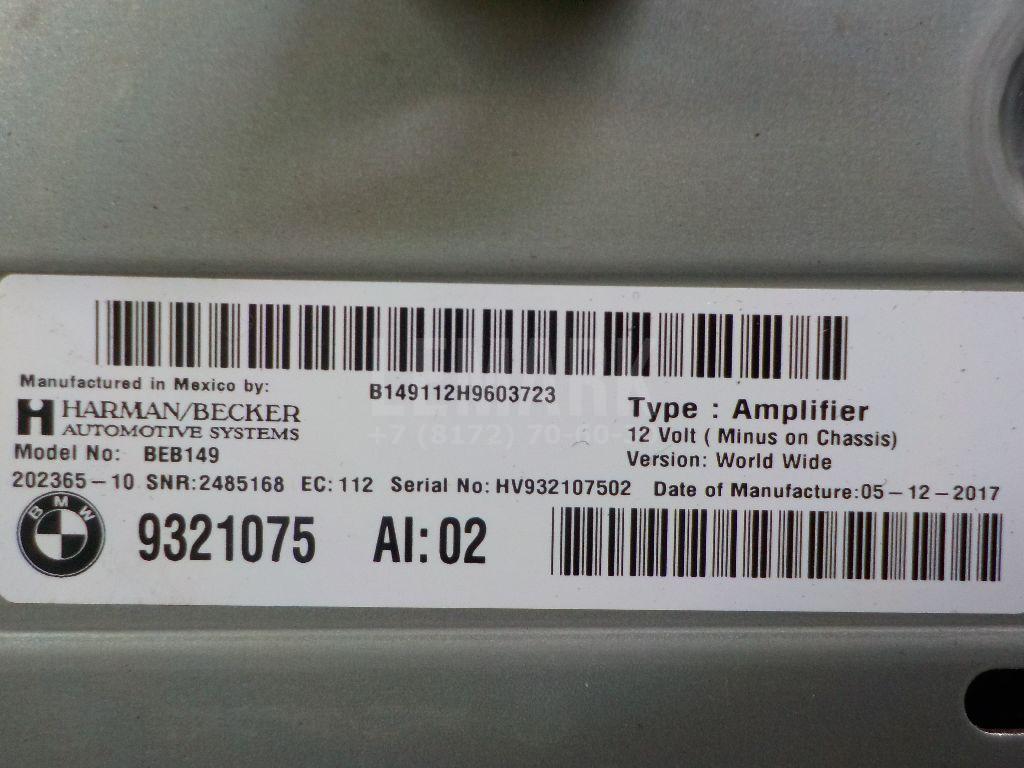 B149112H9603723
Manufactured in Mexico by:
HARMAN/BECKER
AUTOMOTIVE SYSTEMS
Type : Amplifier
12 Volt ( Minus on Chassis)
Model No: BEB149
Version: World Wide
202365-10 SNR:2485168 EC:112 Serial No:HV932107502 Date of Manufacture:05-12-2017
BMW
9321075 AI:02